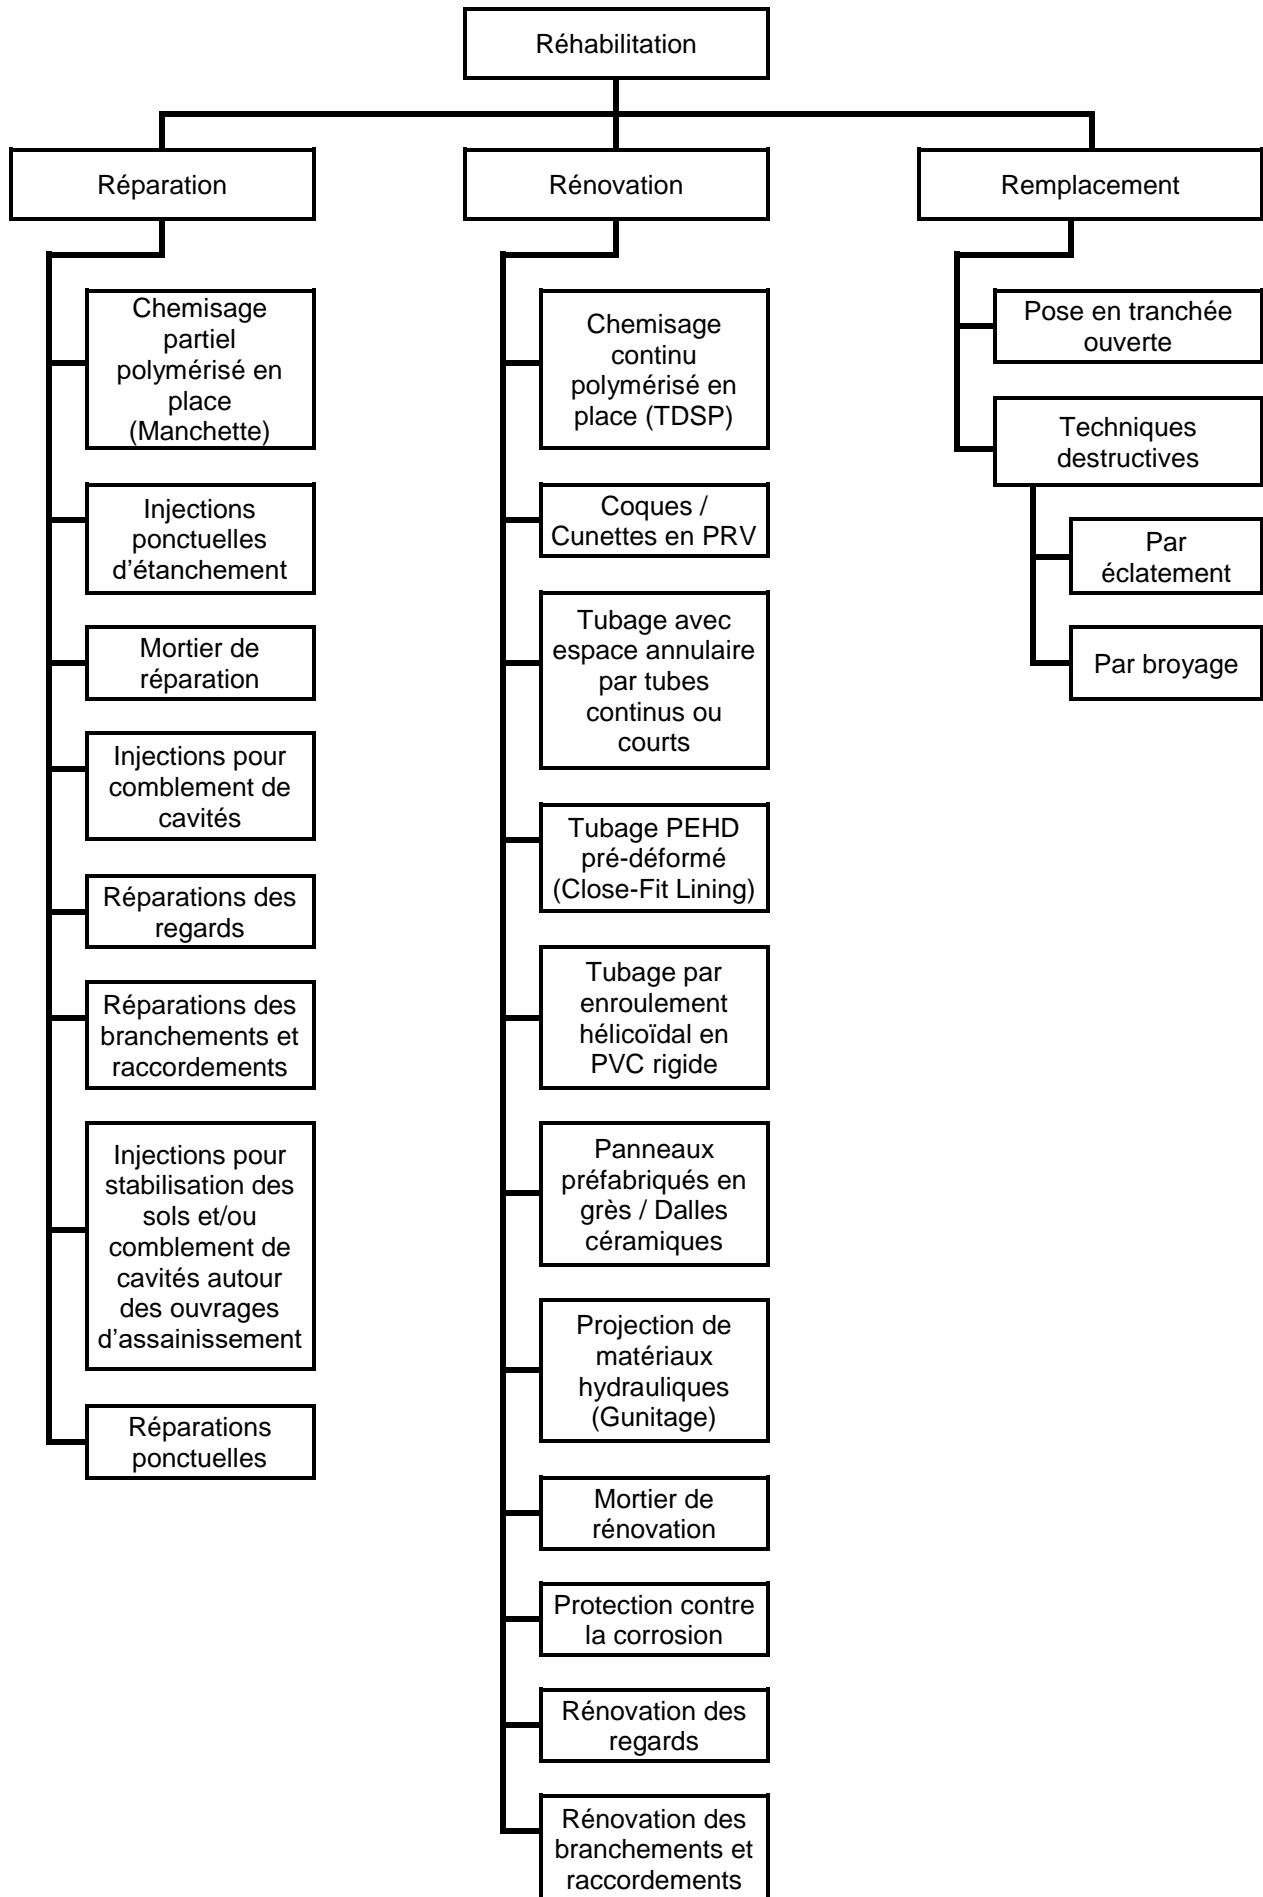 Réhabilitation
Réparation
Rénovation
Remplacement
Chemisage
partiel
polymérisé en
place
(Manchette)
Injections
ponctuelles
d’étanchement
Mortier de
réparation
Injections pour
comblement de
cavités
Réparations des
regards
Réparations des
branchements et
raccordements
Injections pour
stabilisation des
sols et/ou
comblement de
cavités autour
des ouvrages
d’assainissement
Réparations
ponctuelles
Chemisage
continu
polymérisé en
place (TDSP)
Coques /
Cunettes en PRV
Tubage avec
espace annulaire
par tubes
continus ou
courts
Tubage PEHD
pré-déformé
(Close-Fit Lining)
Tubage par
enroulement
hélicoïdal en
PVC rigide
Panneaux
préfabriqués en
grès / Dalles
céramiques
Projection de
matériaux
hydrauliques
(Gunitage)
Mortier de
rénovation
Protection contre
la corrosion
Rénovation des
regards
Rénovation des
branchements et
raccordements
Pose en tranchée
ouverte
Techniques
destructives
Par
éclatement
Par broyage